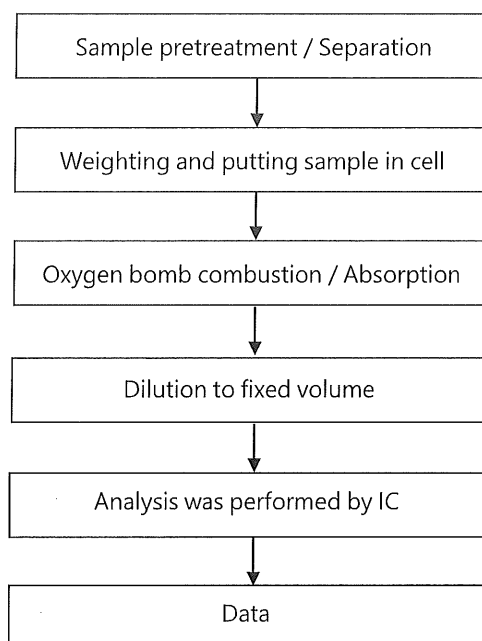 Sample pretreatment / Separation
Weighting and putting sample in cell
Oxygen bomb combustion / Absorption
Dilution to fixed volume
Analysis was performed by IC
Data